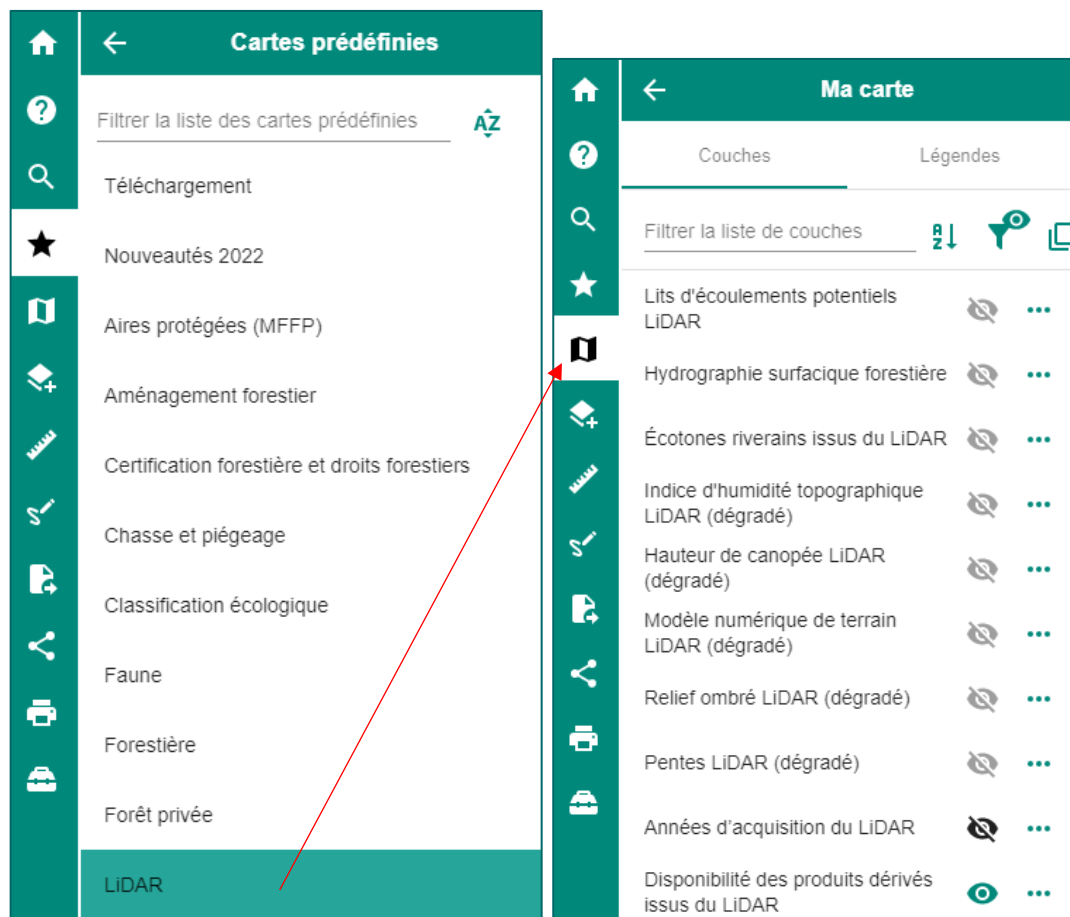 Cartes prédéfinies
Filtrer la liste des cartes prédéfinies
AZ
Téléchargement
Nouveautés 2022
Aires protégées (MFFP)
Aménagement forestier
Certification forestière et droits forestiers
Chasse et piégeage
Classification écologique
Faune
Forestière
Forêt privée
LiDAR
Ma carte
Couches
Légendes
Filtrer la liste de couches
A
Z
Lits d'écoulements potentiels
LiDAR
Hydrographie surfacique forestière
Écotones riverains issus du LiDAR
Indice d'humidité topographique
LiDAR (dégradé)
Hauteur de canopée LiDAR
(dégradé)
Modèle numérique de terrain
LiDAR (dégradé)
Relief ombré LiDAR (dégradé)
Pentes LiDAR (dégradé)
Années d’acquisition du LiDAR
Disponibilité des produits dérivés
issus du LiDAR